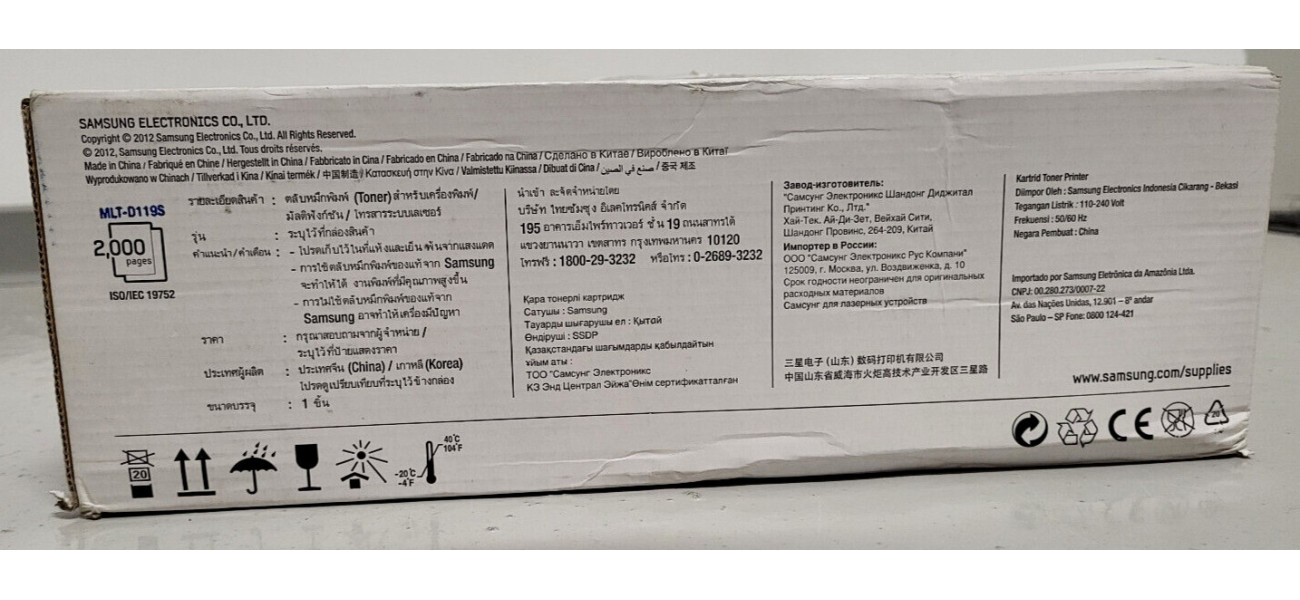 SAMSUNG ELECTRONICS CO., LTD.
Copyright © 2012 Samsung Electronics Co., Ltd. All Rights Reserved.
© 2012, Samsung Electronics Co., Ltd. Tous droits réservés.
Made in China / Fabriqué en Chine / Hergestellt in China / Fabbricato in Cina / Fabricado en China / Fabricado na China / Сделано в Китае / Вироблено в Китаї
Wyprodukowano w Chinach / Tillverkad i Kina / Kinai termék / 中国制造 / Κατασκευή στην Κίνα / Valmistettu Kiinassa / Dibuat di Cina / صنع في الصين / 중국 제조
MLT-D119S
2,000
pages
ISO/IEC 19752
รายละเอียดสินค้า : ตลับหมึกพิมพ์ (Toner) สำหรับเครื่องพิมพ์/
มัลติฟังก์ชัน / โทรสารระบบเลเซอร์
รุ่น : ระบุไว้ที่กล่องสินค้า
คำแนะนำ/คำเตือน : - โปรดเก็บไว้ในที่แห้งและเย็น พ้นจากแสงแดด
- การใช้ตลับหมึกพิมพ์ของแท้จาก Samsung
จะทำให้ได้ งานพิมพ์ที่มีคุณภาพสูงขึ้น
- การไม่ใช้ตลับหมึกพิมพ์ของแท้จาก
Samsung อาจทำให้เครื่องมีปัญหา
ราคา : กรุณาสอบถามจากผู้จำหน่าย /
ระบุไว้ที่ป้ายแสดงราคา
ประเทศผู้ผลิต : ประเทศจีน (China) / เกาหลี (Korea)
โปรดดูเปรียบเทียบที่ระบุไว้ข้างกล่อง
ขนาดบรรจุ : 1 ชิ้น
นำเข้า และจัดจำหน่ายโดย
บริษัท ไทยซัมซุง อิเลคโทรนิคส์ จำกัด
195 อาคารเอ็มไพร์ทาวเวอร์ ชั้น 19 ถนนสาทรใต้
แขวงยานนาวา เขตสาทร กรุงเทพมหานคร 10120
โทรฟรี : 1800-29-3232 หรือโทร : 0-2689-3232
Қара тонерлі картридж
Сатушы : Samsung
Тауарды шығарушы ел : Қытай
Өндіруші : SSDP
Қазақстандағы шағымдарды қабылдайтын
ұйым аты :
ТОО "Самсунг Электроникс
КЗ Энд Централ Эйжа"Өнім сертификатталған
Завод-изготовитель:
"Самсунг Электроникс Шандонг Диджитал
Принтинг Ко., Лтд."
Хай-Тек. Ай-Ди-Зет, Вейхай Сити,
Шандонг Провинс, 264-209, Китай
Импортер в России:
ООО "Самсунг Электроникс Рус Компани"
125009, г. Москва, ул. Воздвиженка, д. 10
Срок годности неограничен для оригинальных
расходных материалов
Самсунг для лазерных устройств
三星电子 (山东) 数码打印机有限公司
中国山东省威海市火炬高技术产业开发区三星路
Kartrid Toner Printer
Diimpor Oleh : Samsung Electronics Indonesia Cikarang - Bekasi
Tegangan Listrik : 110-240 Volt
Frekuensi : 50/60 Hz
Negara Pembuat : China
Importado por Samsung Eletrônica da Amazônia Ltda.
CNPJ: 00.280.273/0007-22
Av. das Nações Unidas, 12.901 – 8º andar
São Paulo – SP Fone: 0800 124-421
www.samsung.com/supplies
20
-20°C
-4°F
40°C
104°F
CE
20